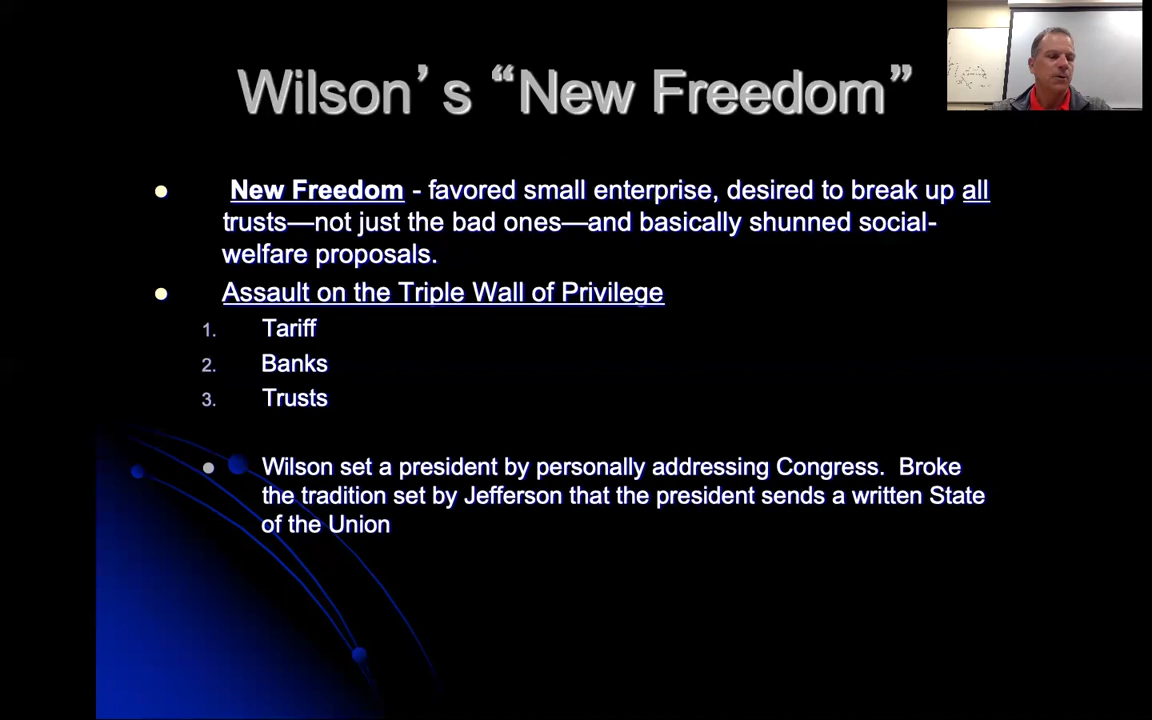 Wilson’s “New Freedom”
● New Freedom - favored small enterprise, desired to break up all
trusts—not just the bad ones—and basically shunned social-
welfare proposals.
● Assault on the Triple Wall of Privilege
1. Tariff
2. Banks
3. Trusts
● Wilson set a president by personally addressing Congress. Broke
the tradition set by Jefferson that the president sends a written State
of the Union